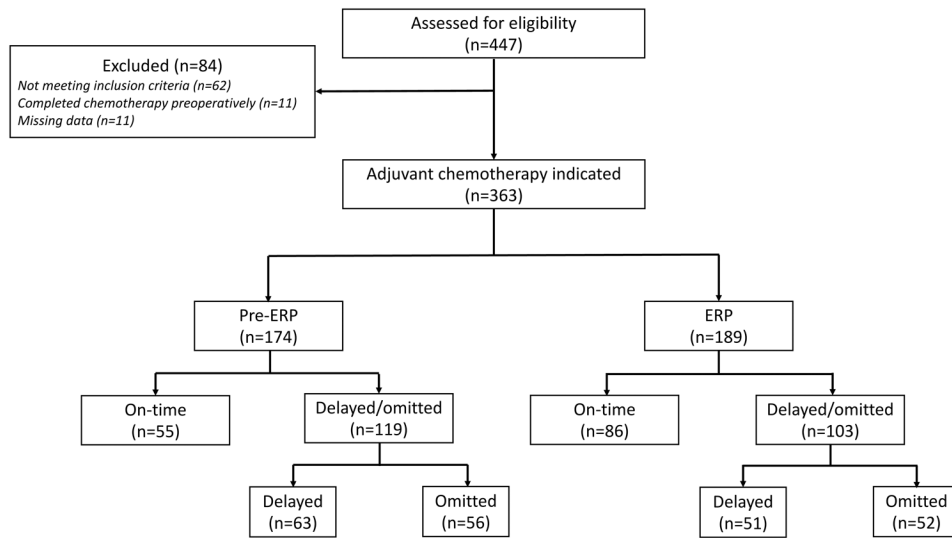 Assessed for eligibility
(n=447)
Excluded (n=84)
Not meeting inclusion criteria (n=62)
Completed chemotherapy preoperatively (n=11)
Missing data (n=11)
Adjuvant chemotherapy indicated
(n=363)
Pre-ERP
(n=174)
ERP
(n=189)
On-time
(n=55)
Delayed/omitted
(n=119)
On-time
(n=86)
Delayed/omitted
(n=103)
Delayed
(n=63)
Omitted
(n=56)
Delayed
(n=51)
Omitted
(n=52)